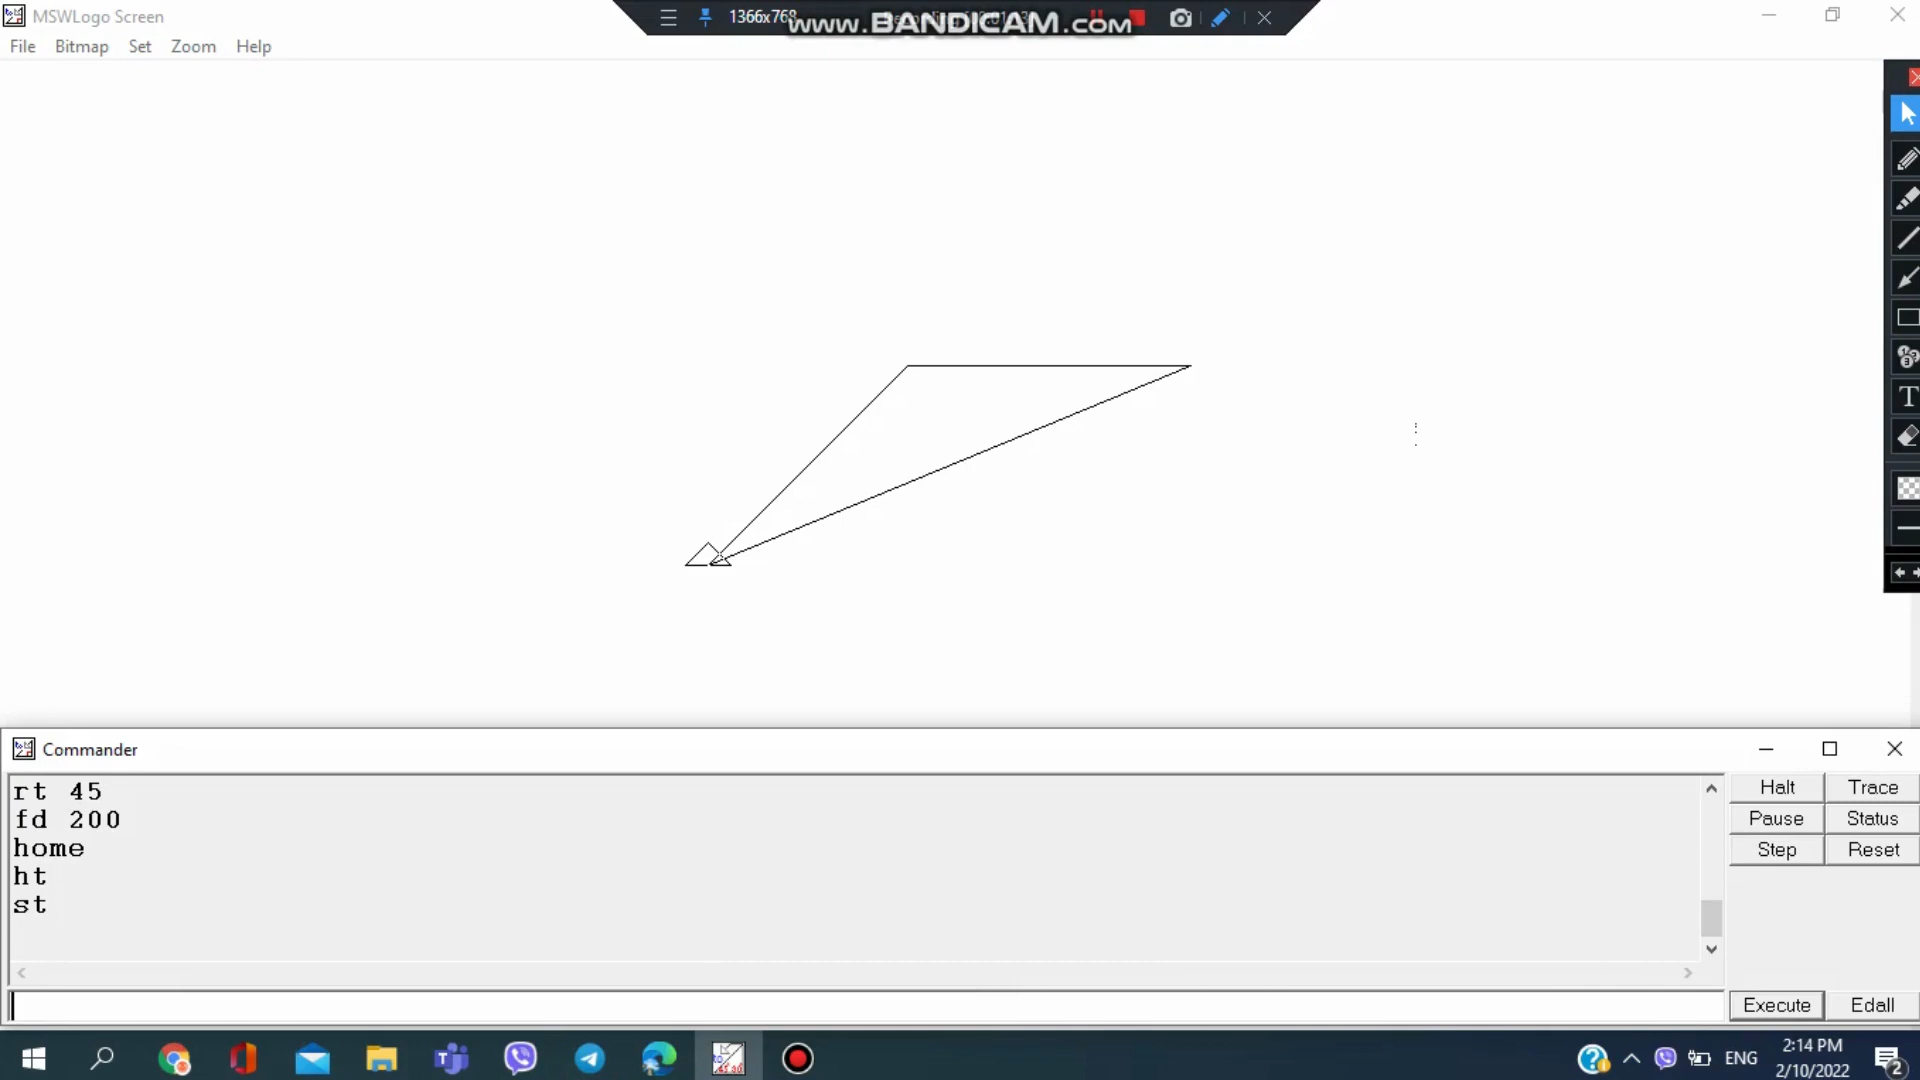 MSWLogo Screen
1366x768
www.BANDICAM.com
File Bitmap Set Zoom Help
T
Commander
rt 45
fd 200
home
ht
st
Halt Trace
Pause Status
Step Reset
Execute Edall
ENG
2:14 PM
2/10/2022
2